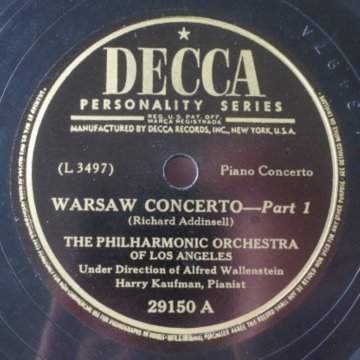 DECCA
PERSONALITY SERIES
REG. U.S. PAT. OFF.
MARCA REGISTRADA
MANUFACTURED BY DECCA RECORDS, INC., NEW YORK, U.S.A.
(L 3497)
Piano Concerto
WARSAW CONCERTO—Part 1
(Richard Addinsell)
THE PHILHARMONIC ORCHESTRA
OF LOS ANGELES
Under Direction of Alfred Wallenstein
Harry Kaufman, Pianist
29150 A